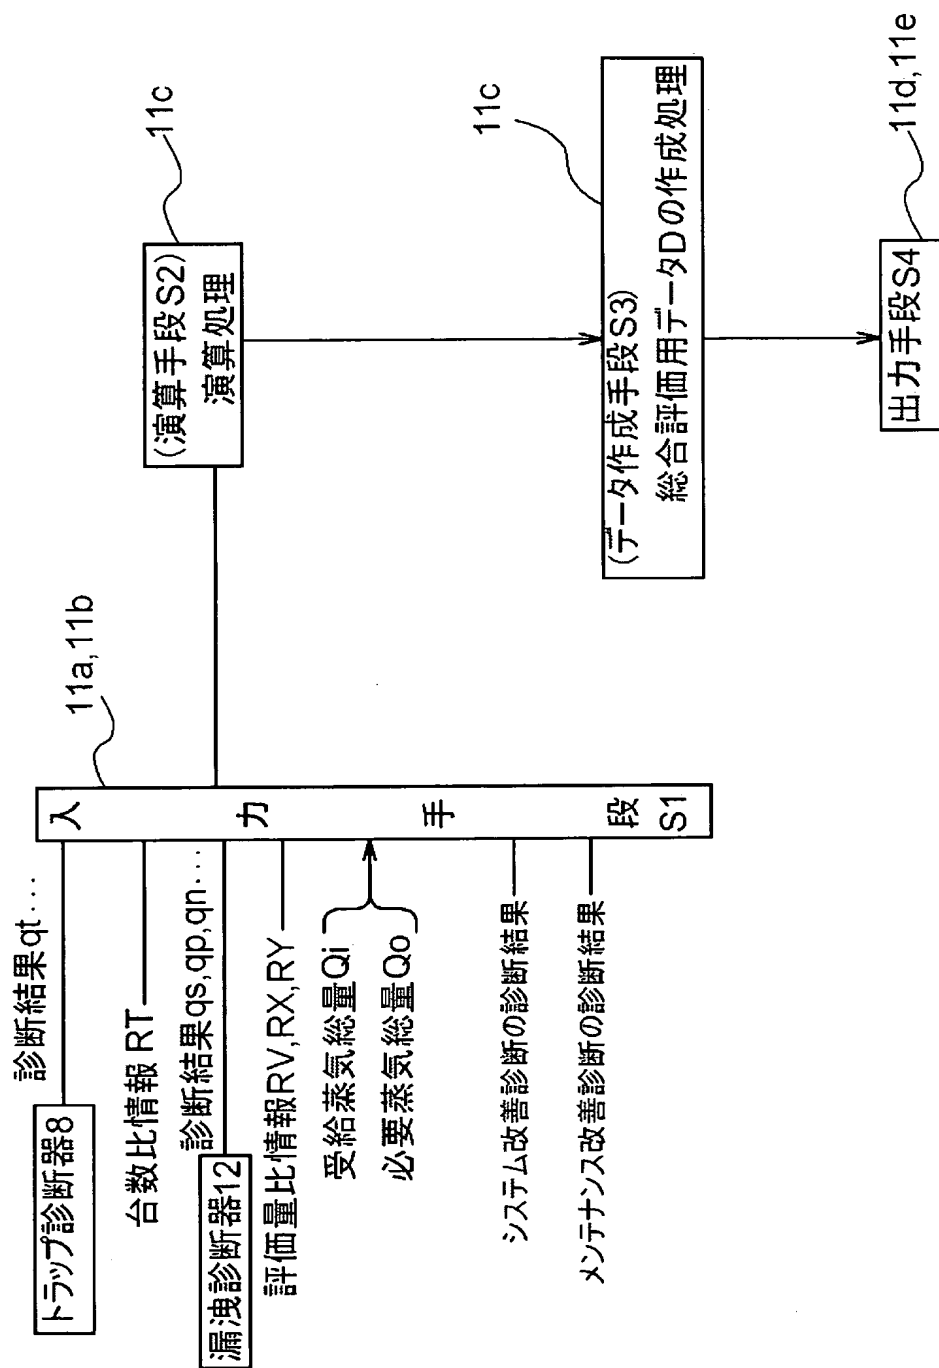 トラップ診断器8
診断結果qt…
台数比情報 RT
漏洩診断器12
診断結果qs,qp,qn…
評価量比情報RV,RX,RY
受給蒸気総量Qi
必要蒸気総量Qo
システム改善診断の診断結果
メンテナンス改善診断の診断結果
入力手段S1
11a,11b
(演算手段S2)
演算処理
11c
(データ作成手段S3)
総合評価用データDの作成処理
11c
出力手段S4
11d,11e